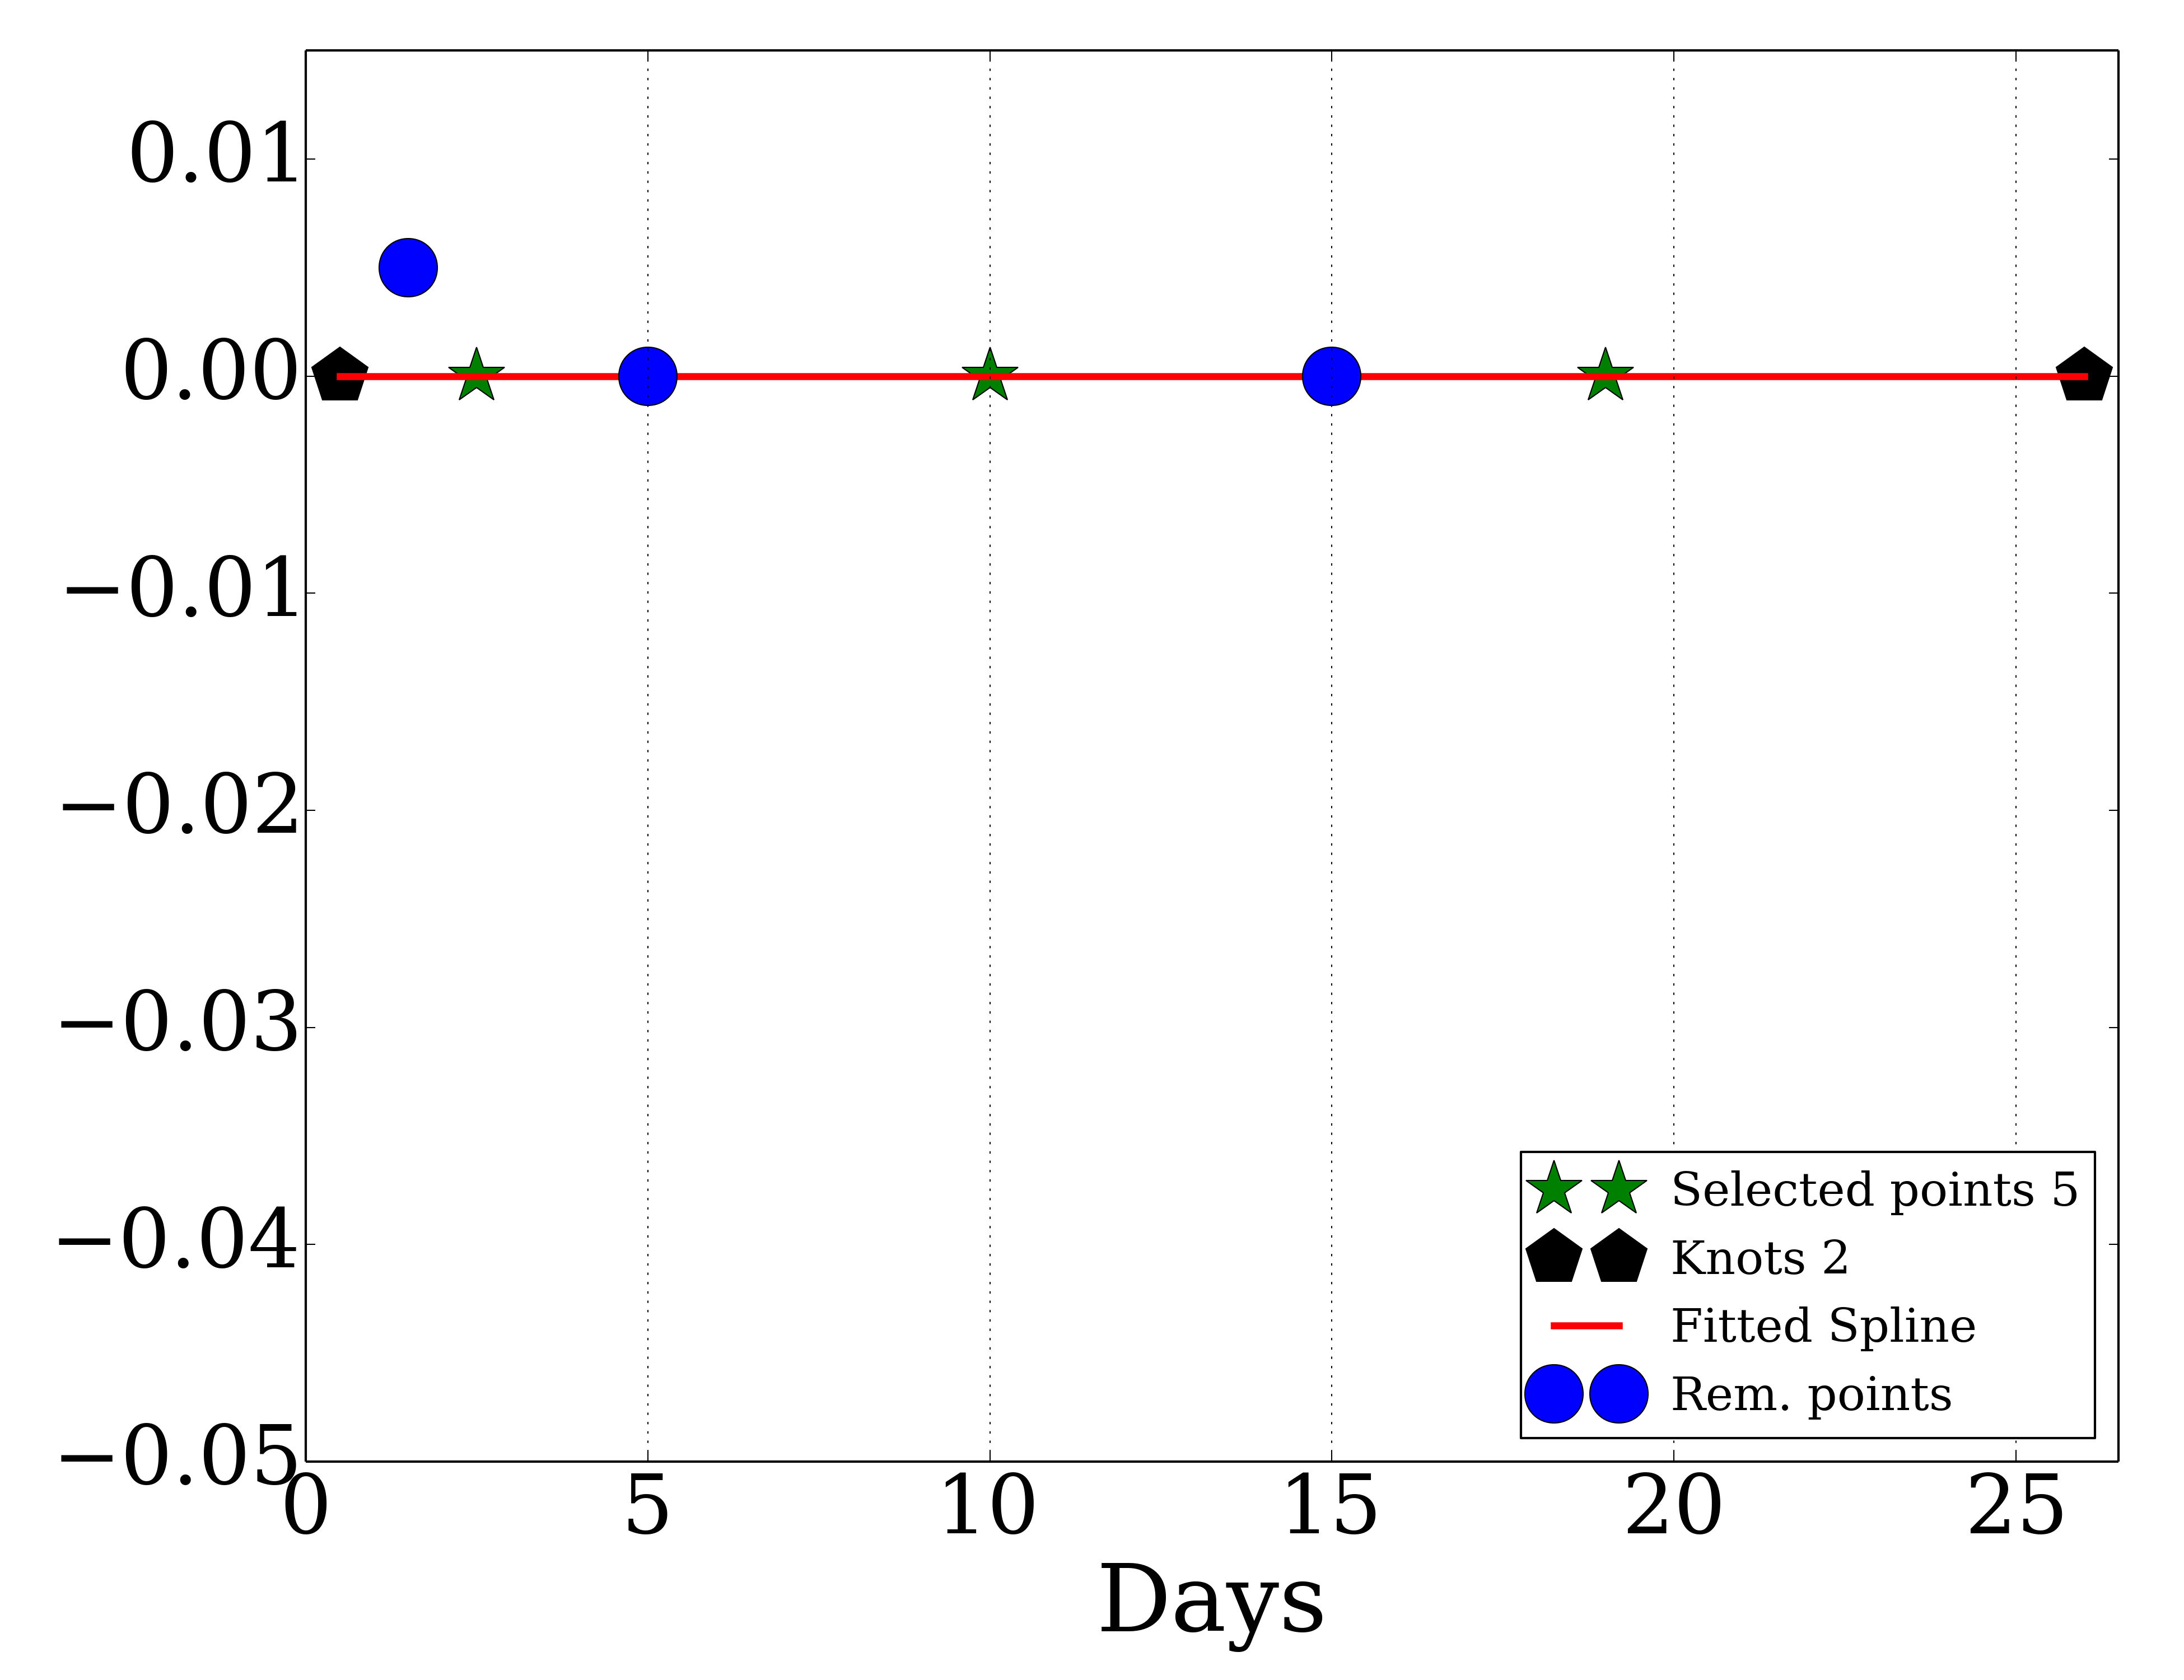 0.01
0.00
−0.01
−0.02
−0.03
−0.04
−0.05
0 5 10 15 20 25
Days
Selected points 5
Knots 2
Fitted Spline
Rem. points